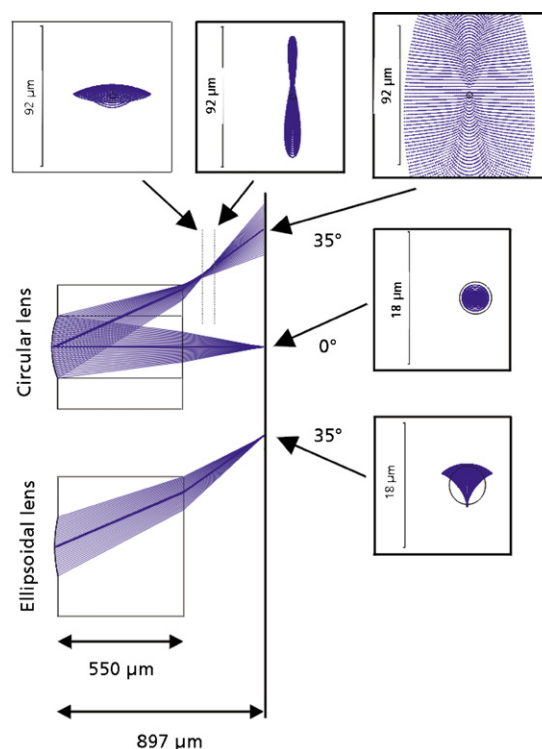 92 µm
92 µm
92 µm
35°
18 µm
0°
Circular lens
35°
18 µm
Ellipsoidal lens
550 µm
897 µm